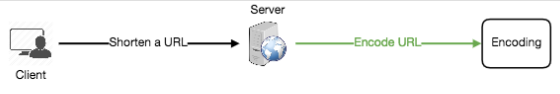 Server
Shorten a URL
Encode URL
Encoding
Client